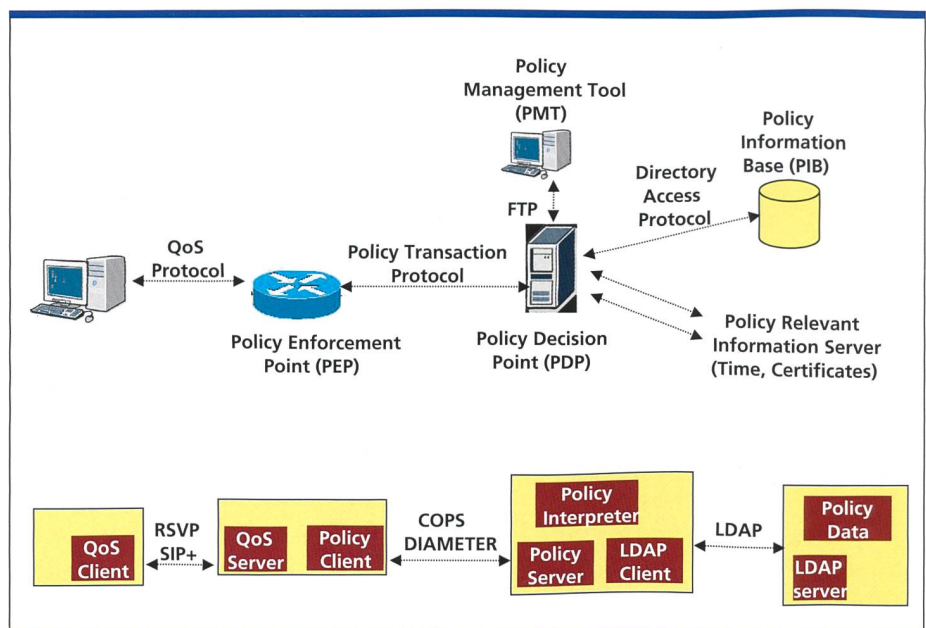 Policy
Management Tool
(PMT)
Policy
Information
Base (PIB)
Directory
Access
Protocol
FTP
QoS
Protocol
Policy Transaction
Protocol
Policy Enforcement
Point (PEP)
Policy Decision
Point (PDP)
Policy Relevant
Information Server
(Time, Certificates)
QoS
Client
RSVP
SIP+
QoS
Server
Policy
Client
COPS
DIAMETER
Policy
Interpreter
Policy
Server
LDAP
Client
LDAP
Policy
Data
LDAP
server